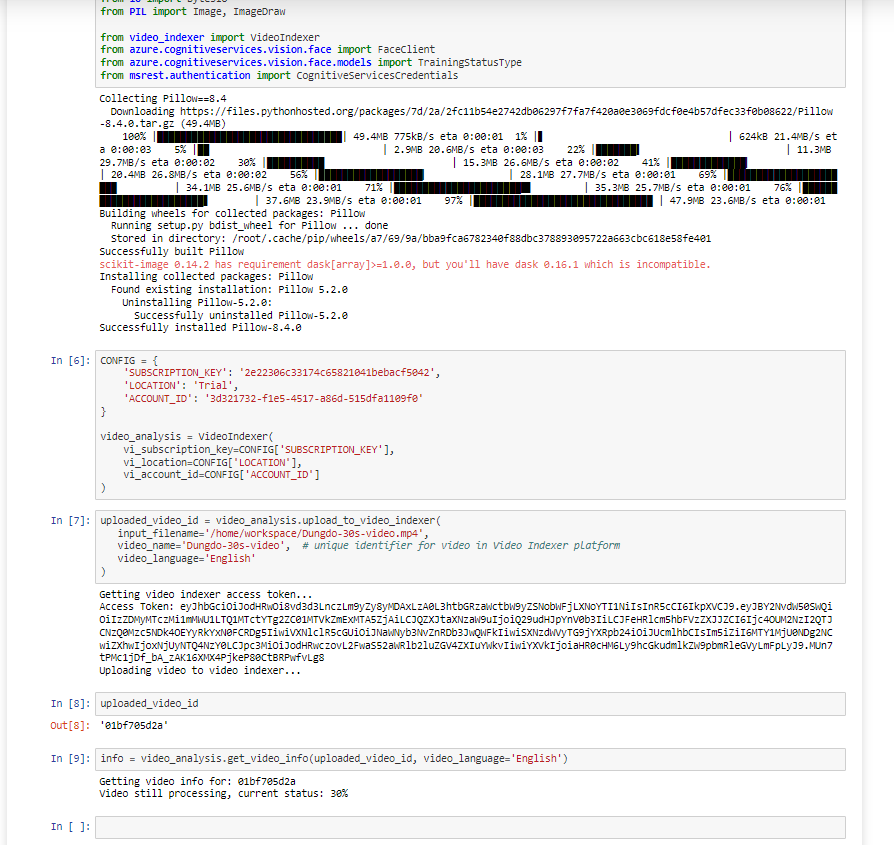 from PIL import Image, ImageDraw
from video_indexer import VideoIndexer
from azure.cognitiveservices.vision.face import FaceClient
from azure.cognitiveservices.vision.face.models import TrainingStatusType
from msrest.authentication import CognitiveServicesCredentials
Collecting Pillow==8.4
Downloading https://files.pythonhosted.org/packages/7d/2a/2fc11b54e2742db06297f7fa7f420a0e3069fdcf0e4b57dfec33f0b08622/Pillow
-8.4.0.tar.gz (49.4MB)
100% | | 49.4MB 775kB/s eta 0:00:01 1% | | 624kB 21.4MB/s et
a 0:00:03 5% | | 2.9MB 20.6MB/s eta 0:00:03 22% | | 11.3MB
29.7MB/s eta 0:00:02 30% | | 15.3MB 26.6MB/s eta 0:00:02 41% |
| 20.4MB 26.8MB/s eta 0:00:02 56% | | 28.1MB 27.7MB/s eta 0:00:01 69% |
| 34.1MB 25.6MB/s eta 0:00:01 71% | | 35.3MB 25.7MB/s eta 0:00:01 76% |
| 37.6MB 23.9MB/s eta 0:00:01 97% | | 47.9MB 23.6MB/s eta 0:00:01
Building wheels for collected packages: Pillow
Running setup.py bdist_wheel for Pillow ... done
Stored in directory: /root/.cache/pip/wheels/a7/69/9a/bba9fca6782340f88dbc378893095722a663cbc618e58fe401
Successfully built Pillow
scikit-image 0.14.2 has requirement dask[array]>=1.0.0, but you'll have dask 0.16.1 which is incompatible.
Installing collected packages: Pillow
Found existing installation: Pillow 5.2.0
Uninstalling Pillow-5.2.0:
Successfully uninstalled Pillow-5.2.0
Successfully installed Pillow-8.4.0
In [6]: CONFIG = {
'SUBSCRIPTION_KEY': '2e22306c33174c65821041bebacf5042',
'LOCATION': 'Trial',
'ACCOUNT_ID': '3d321732-f1e5-4517-a86d-515dfa1109f0'
}
video_analysis = VideoIndexer(
vi_subscription_key=CONFIG['SUBSCRIPTION_KEY'],
vi_location=CONFIG['LOCATION'],
vi_account_id=CONFIG['ACCOUNT_ID']
)
In [7]: uploaded_video_id = video_analysis.upload_to_video_indexer(
input_filename='/home/workspace/Dungdo-30s-video.mp4',
video_name='Dungdo-30s-video', # unique identifier for video in Video Indexer platform
video_language='English'
)
Getting video indexer access token...
Access Token:
Uploading video to video indexer...
In [8]: uploaded_video_id
Out[8]: '01bf705d2a'
In [9]: info = video_analysis.get_video_info(uploaded_video_id, video_language='English')
Getting video info for: 01bf705d2a
Video still processing, current status: 30%
In [ ]: